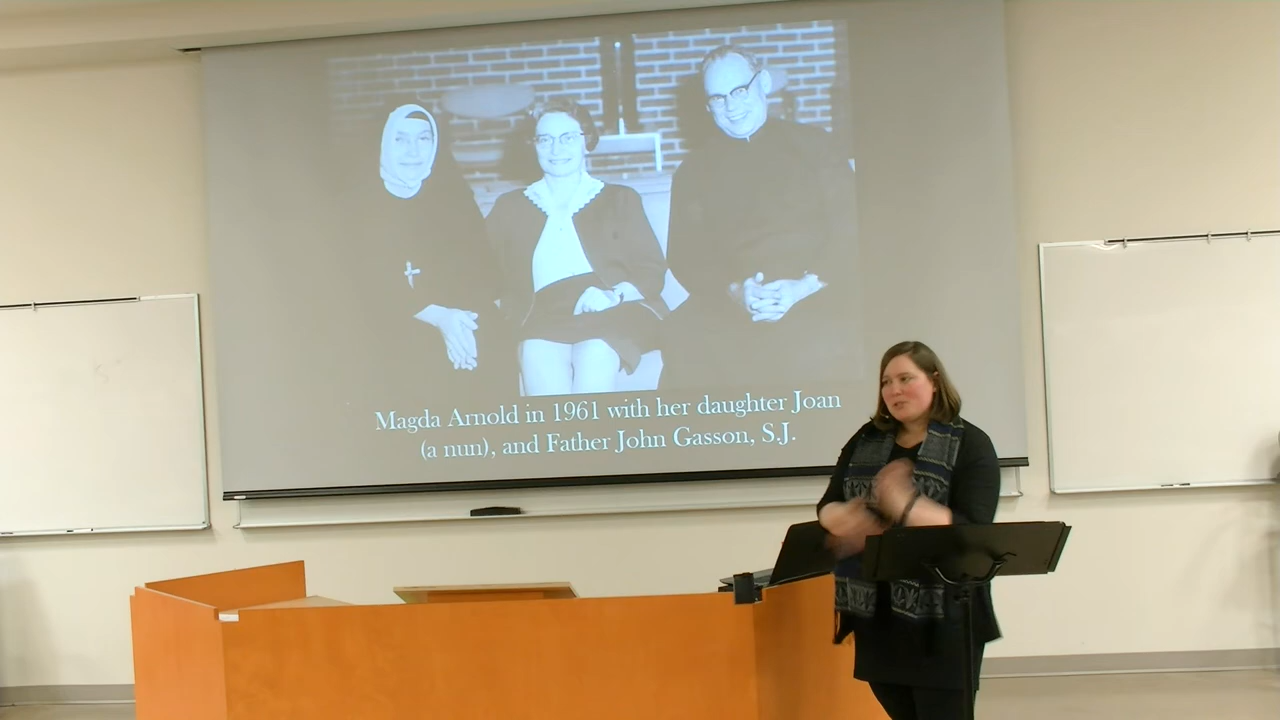 Magda Arnold in 1961 with her daughter Joan
(a nun), and Father John Gasson, S.J.